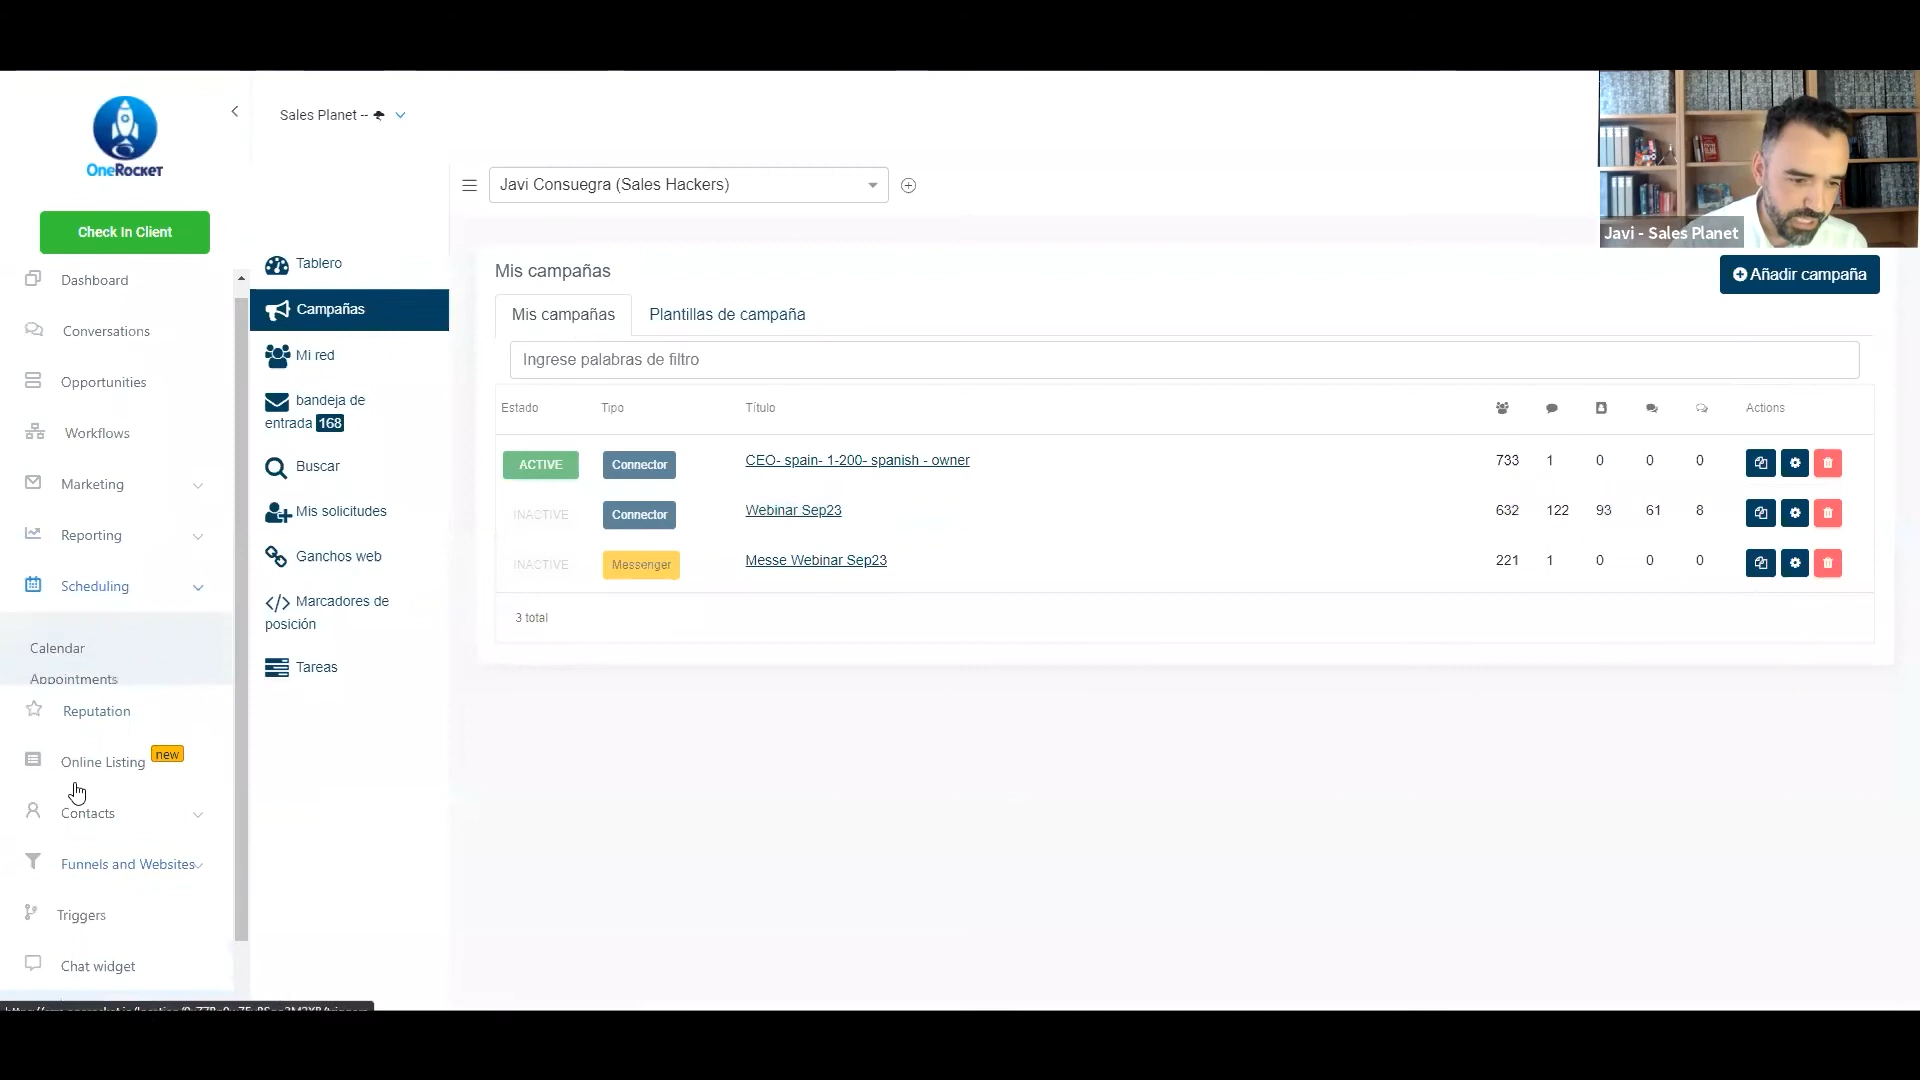 OneRocket
Check In Client
Dashboard
Conversations
Opportunities
Workflows
Marketing
Reporting
Scheduling
Calendar
Appointments
Reputation
Online Listing new
Contacts
Funnels and Websites
Triggers
Chat widget
Sales Planet --
Tablero
Campañas
Mi red
bandeja de
entrada 168
Buscar
Mis solicitudes
Ganchos web
Marcadores de
posición
Tareas
Javi Consuegra (Sales Hackers)
Mis campañas
Añadir campaña
Mis campañas Plantillas de campaña
Ingrese palabras de filtro
Estado Tipo Título Actions
ACTIVE Connector CEO- spain- 1-200- spanish - owner 733 1 0 0 0
INACTIVE Connector Webinar Sep23 632 122 93 61 8
INACTIVE Messenger Messe Webinar Sep23 221 1 0 0 0
3 total
Javi - Sales Planet